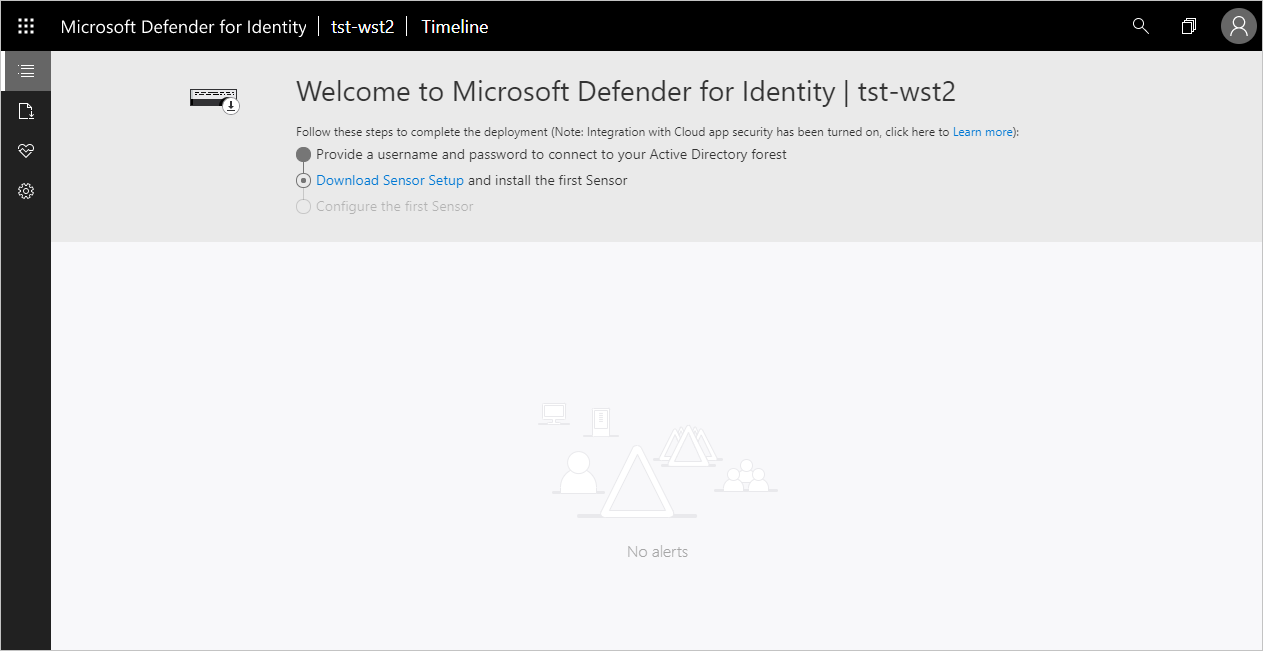 Microsoft Defender for Identity | tst-wst2 | Timeline
Welcome to Microsoft Defender for Identity | tst-wst2
Follow these steps to complete the deployment (Note: Integration with Cloud app security has been turned on, click here to Learn more):
Provide a username and password to connect to your Active Directory forest
Download Sensor Setup and install the first Sensor
Configure the first Sensor
No alerts